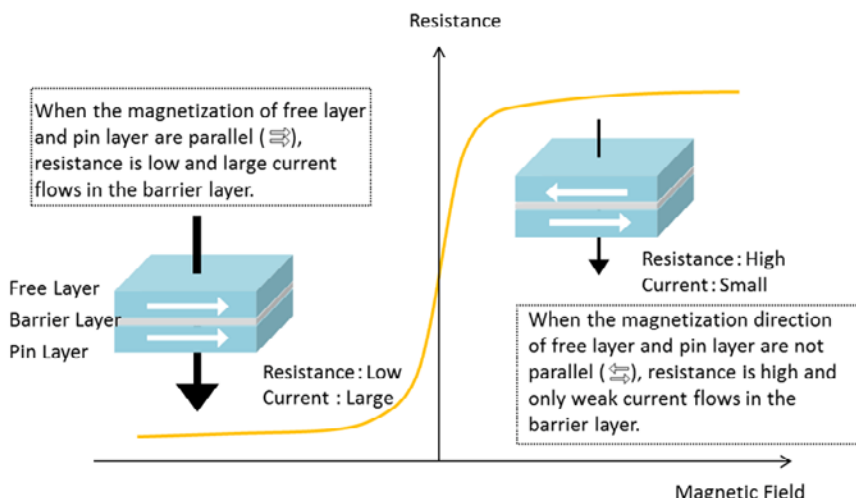 Resistance
When the magnetization of free layer
and pin layer are parallel (⇉),
resistance is low and large current
flows in the barrier layer.
Free Layer
Barrier Layer
Pin Layer
Resistance : Low
Current : Large
Resistance : High
Current : Small
When the magnetization direction
of free layer and pin layer are not
parallel (⇆), resistance is high and
only weak current flows in the
barrier layer.
Magnetic Field